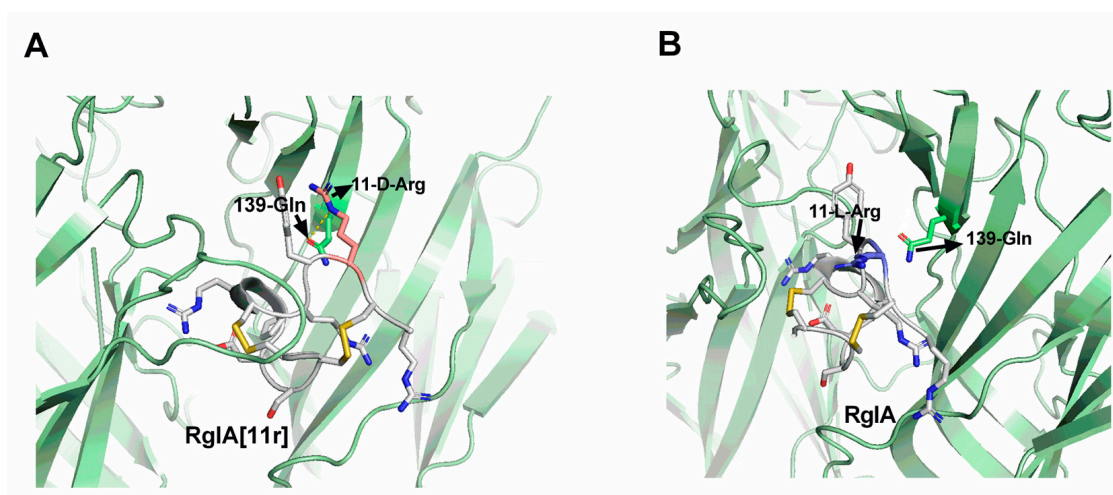 A
B
11-D-Arg
139-Gln
11-L-Arg
139-Gln
RgIA[11r]
RgIA